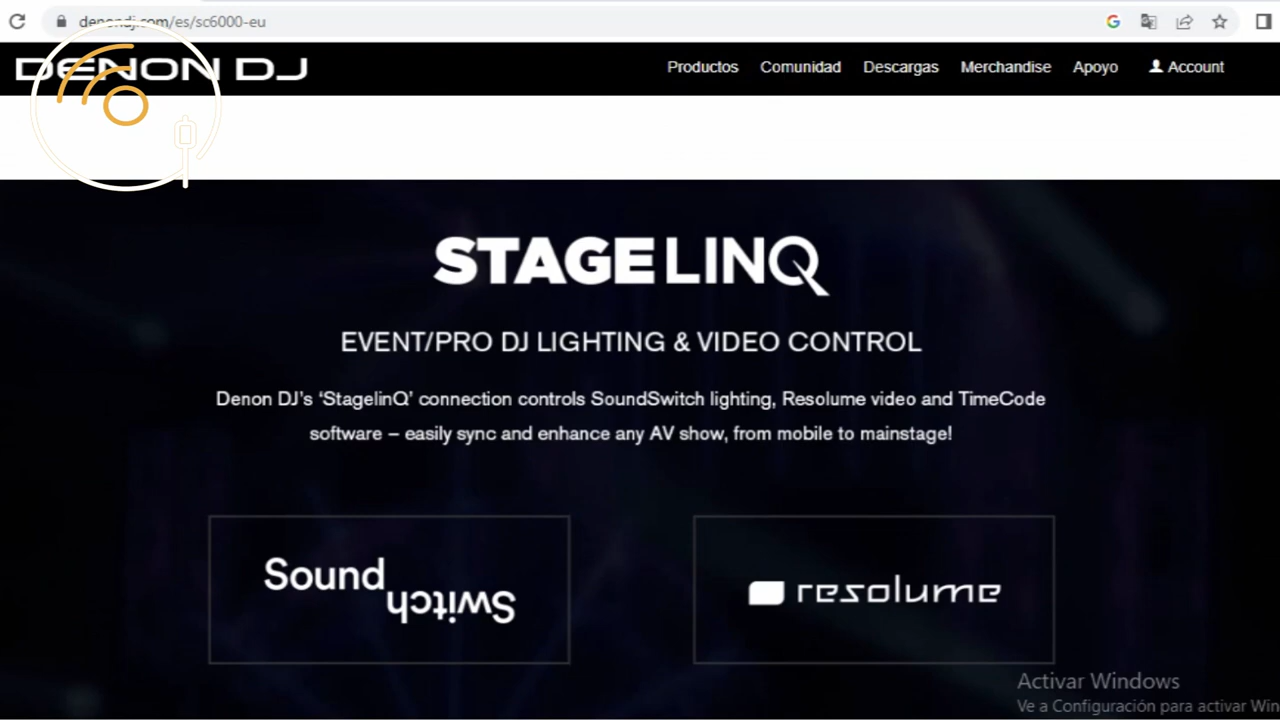 denondj.com/es/sc6000-eu
DENON DJ Productos Comunidad Descargas Merchandise Apoyo Account
STAGELINQ
EVENT/PRO DJ LIGHTING & VIDEO CONTROL
Denon DJ's ‘StagelinQ’ connection controls SoundSwitch lighting, Resolume video and TimeCode
software – easily sync and enhance any AV show, from mobile to mainstage!
Sound
Switch
resolume
Activar Windows
Ve a Configuración para activar Win